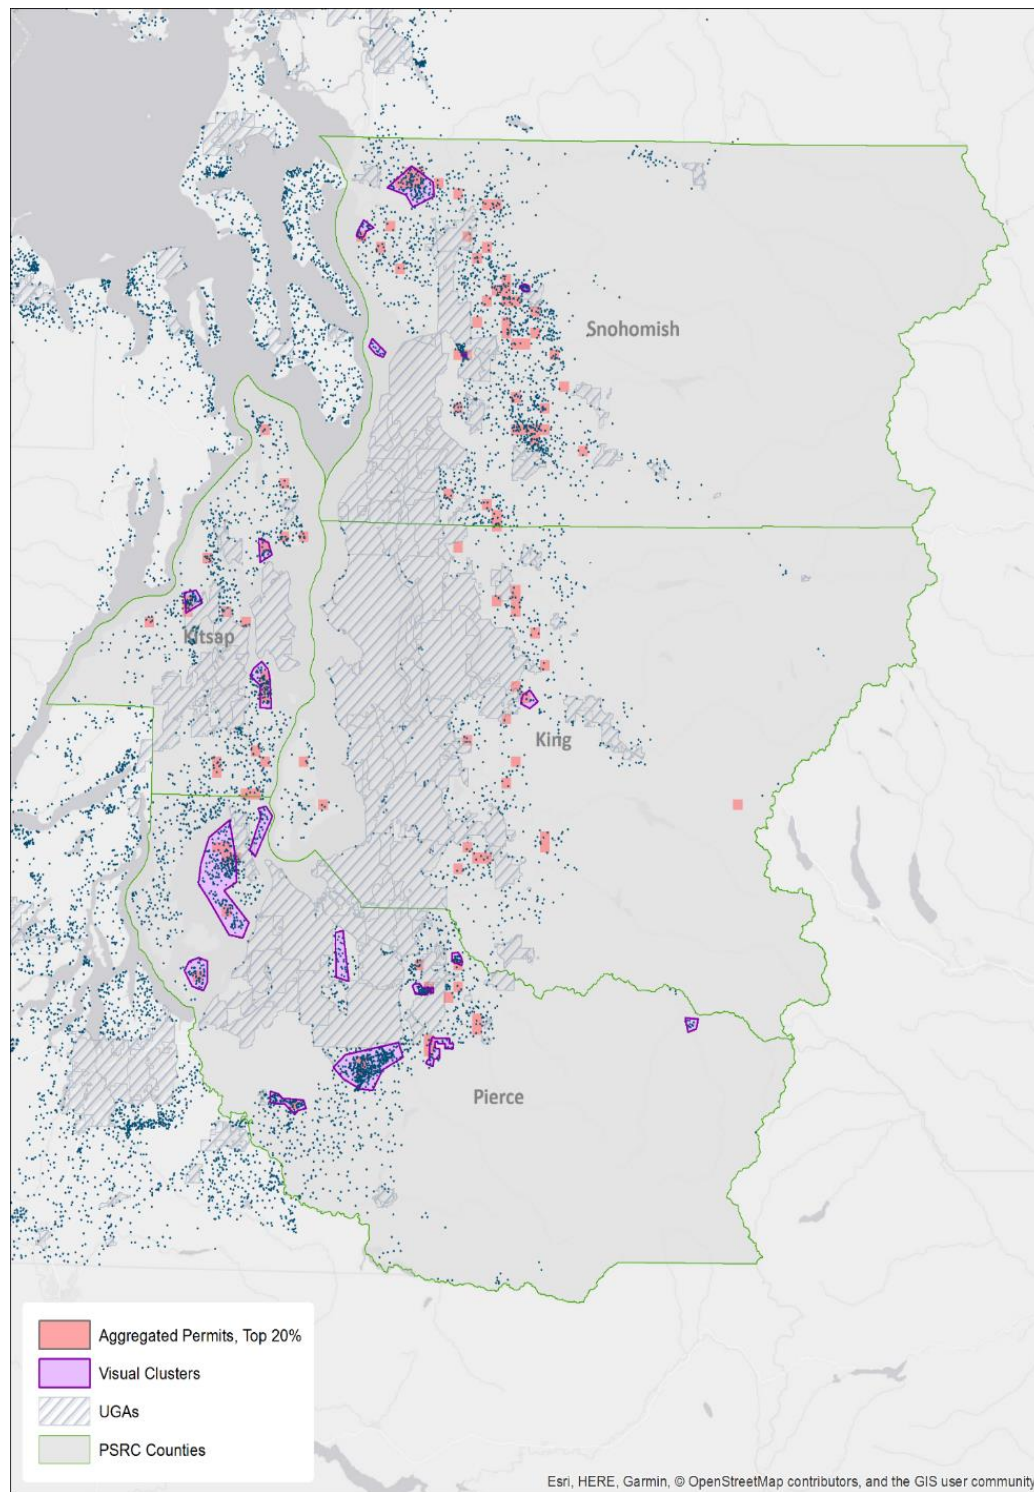 Snohomish
Kitsap
King
Pierce
Aggregated Permits, Top 20%
Visual Clusters
UGAs
PSRC Counties
Esri, HERE, Garmin, © OpenStreetMap contributors, and the GIS user community